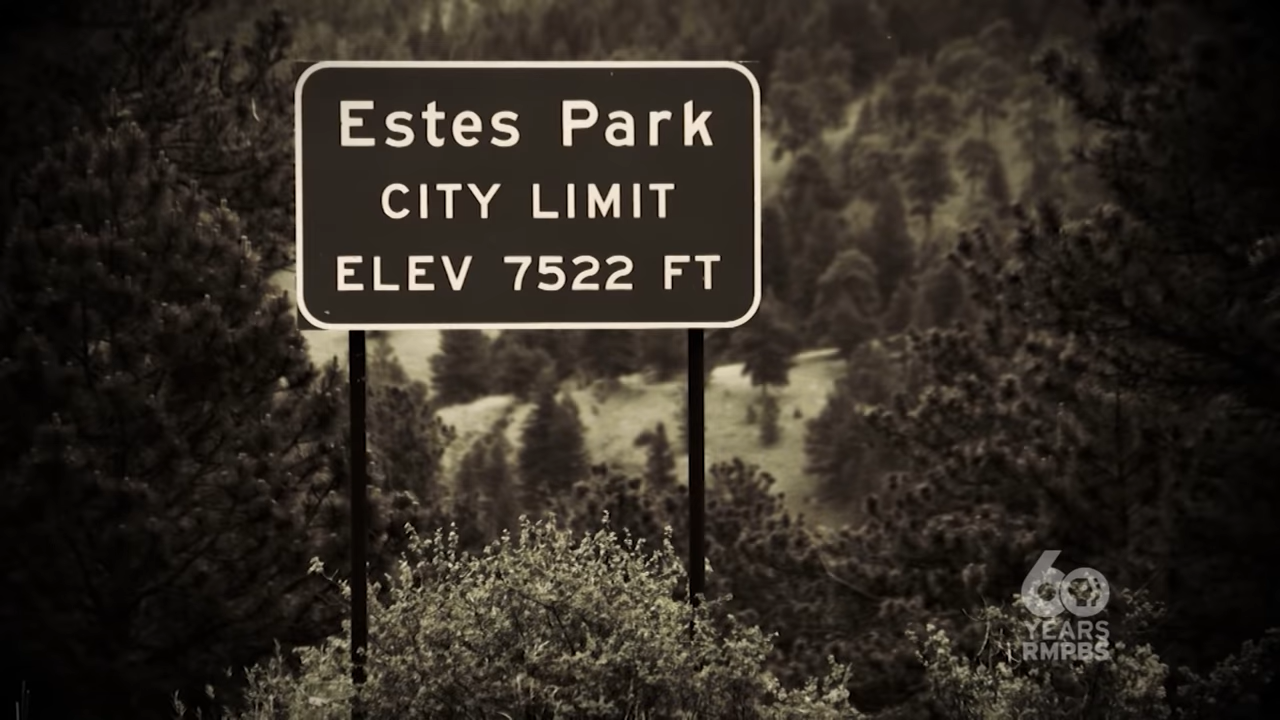 Estes Park
CITY LIMIT
ELEV 7522 FT
60
YEARS
RMPBS